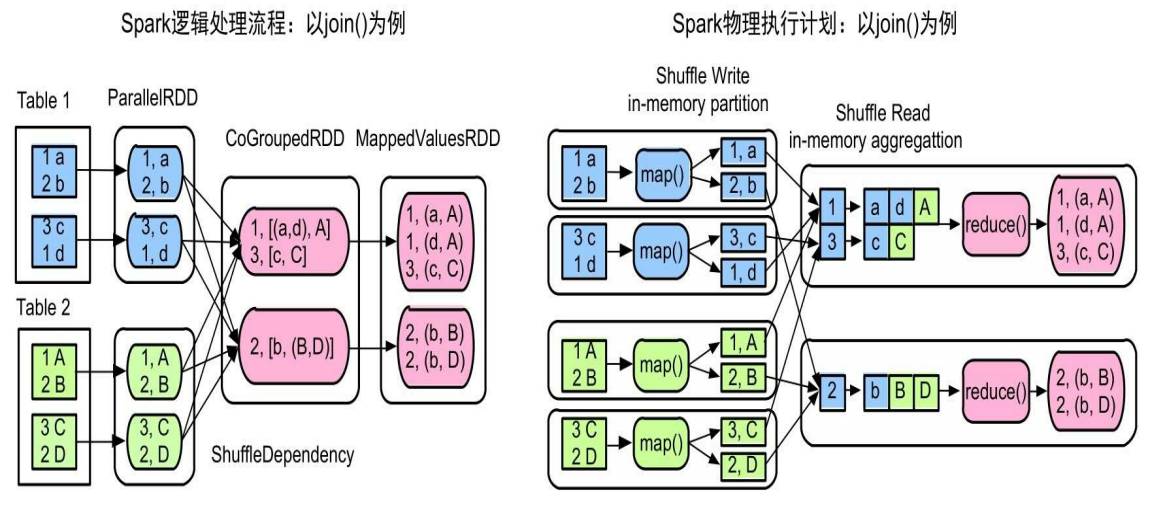 Spark逻辑处理流程：以join()为例
Table 1
ParallelRDD
CoGroupedRDD
MappedValuesRDD
1 a
2 b
3 c
1 d
1, a
2, b
3, c
1, d
Table 2
1 A
2 B
3 C
2 D
1, A
2, B
3, C
2, D
1, [(a,d), A]
3, [c, C]
2, [b, (B,D)]
1, (a, A)
1, (d, A)
3, (c, C)
2, (b, B)
2, (b, D)
ShuffleDependency
Spark物理执行计划：以join()为例
Shuffle Write
in-memory partition
Shuffle Read
in-memory aggregattion
1 a
2 b
map()
1, a
2, b
3 c
1 d
map()
3, c
1, d
1 A
2 B
map()
1, A
2, B
3 C
2 D
map()
3, C
2, D
1
a d A
3
c C
reduce()
1, (a, A)
1, (d, A)
3, (c, C)
2
b B D
reduce()
2, (b, B)
2, (b, D)